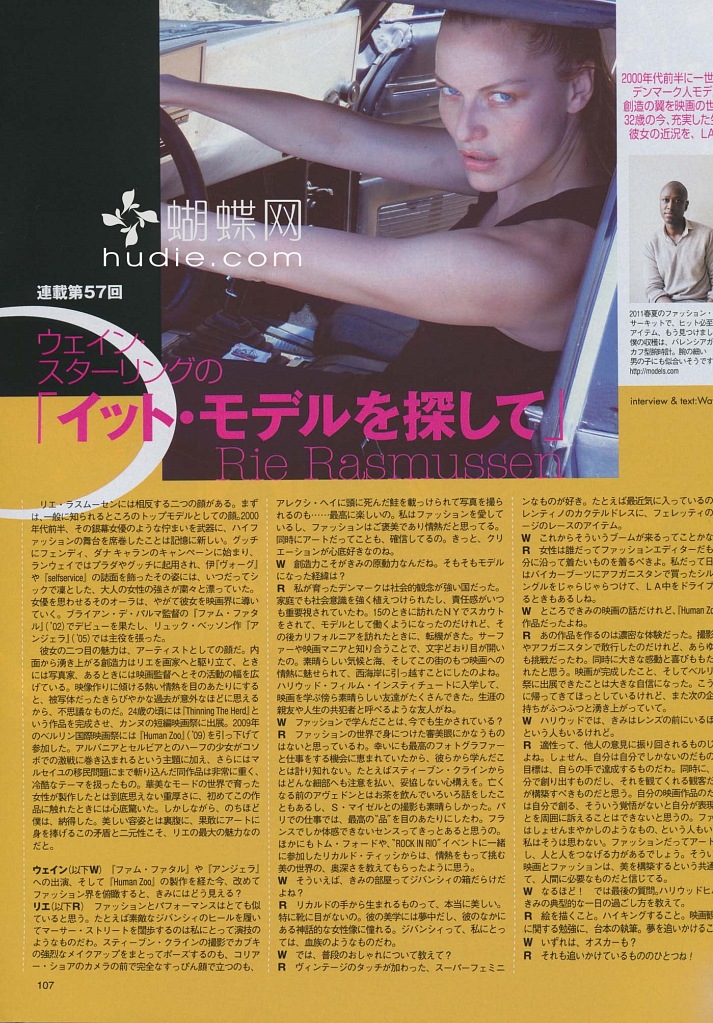 2000年代前半に一世
デンマーク人モデ
創造の翼を映画の世
32歳の今、充実した生
彼女の近況を、LA
蝴蝶网
hudie.com
連載第57回
ウェイン・
スターリングの
「イット・モデルを探して」
Rie Rasmussen
2011春夏のファッション・
サーキットで、ヒット必至
アイテム、もう見つけまし
僕の収穫は、バレンシアガ
カフ型腕時計。腕の細い
男の子にも似合いそうです
http://models.com
interview & text:Wa
リエ・ラスムーセンには相反する二つの顔がある。まず
は、一般に知られるところのトップモデルとしての顔。2000
年代前半、その銀幕女優のような佇まいを武器に、ハイフ
ァッションの舞台を席巻したことは記憶に新しい。グッチ
にフェンディ、ダナ キャランのキャンペーンに始まり、
ランウェイではプラダやグッチに起用され、伊『ヴォーグ』
や『selfservice』の誌面を飾ったその姿には、いつだってシ
ックで凛とした、大人の女性の強さが粛々と漂っていた。
女優を思わせるそのオーラは、やがて彼女を映画界に導い
ていく。ブライアン・デ・パルマ監督の『ファム・ファタ
ル』('02)でデビューを果たし、リュック・ベッソン作『ア
ンジェラ』('05)では主役を張った。
彼女の二つ目の魅力は、アーティストとしての顔だ。内
面から湧き上がる創造力はリエを画家へと駆り立て、とき
には写真家、あるときには映画監督へとその活動の幅を広
げている。映像作りに傾ける熱い情熱を目のあたりにする
と、被写体だったきらびやかな過去が意外なほどに思える
から、不思議なものだ。24歳の頃には『Thinning The Herd』と
いう作品を完成させ、カンヌの短編映画祭に出展。2009年
のベルリン国際映画祭には『Human Zoo』('09)を引っ下げて
参加した。アルバニアとセルビアとのハーフの少女がコソ
ボでの激戦に巻き込まれるという主題に加え、さらにはマ
ルセイユの移民問題にまで斬り込んだ同作品は非常に重く、
冷酷なテーマを扱ったもの。華美なモードの世界で育った
女性が製作したとは到底思えない重厚さに、初めてこの作
品に触れたときには心底驚いた。しかしながら、のちほど
僕は、納得した。美しい容姿とは裏腹に、果敢にアートに
身を捧げるこの矛盾と二元性こそ、リエの最大の魅力なの
だと。
ウェイン(以下W) 『ファム・ファタル』や『アンジェラ』
への出演、そして『Human Zoo』の製作を経た今、改めて
ファッション界を俯瞰すると、きみにはどう見える?
リエ(以下R) ファッションとパフォーマンスはとても似
ていると思う。たとえば素敵なジバンシィのヒールを履い
てマーサー・ストリートを闊歩するのは私にとって演技の
ようなものだわ。スティーブン・クラインの撮影でカブキ
の強烈なメイクアップをまとってポーズするのも、コリア
ー・ショアのカメラの前で完全なすっぴん顔で立つのも、
アレクシ・ヘイに頭に死んだ鮭を載っけられて写真を撮ら
れるのも……最高に楽しいの。私はファッションを愛して
いるし、ファッションはご褒美であり情熱だと思ってる。
同時にアートだってことも、確信してるの。きっと、クリ
エーションが心底好きなのね。
W 創造力こそがきみの原動力なんだね。そもそもモデル
になった経緯は?
R 私が育ったデンマークは社会的観念が強い国だった。
家庭でも社会意識を強く植えつけられたし、責任感がいつ
も重要視されていたわ。15歳のときに訪れたNYでスカウト
をされて、モデルとして働くようになったのだけれど、そ
の後カリフォルニアを訪れたときに、転機がきた。サーファ
ーや映画マニアと知り合うことで、文字どおり目が開い
たの。素晴らしい気候と海、そしてこの街のもつ映画への
情熱に魅せられて、西海岸に引っ越すことにしたのよね。
ハリウッド・フィルム・インスティチュートに入学して、
映画を学ぶ傍ら素晴らしい友達がたくさんできた。生涯の
親友や人生の共犯者と呼べるような友人がね。
W ファッションで学んだことは、今でも生かされている?
R ファッションの世界で身につけた審美眼にかなうもの
はないと思っているわ。幸いにも最高のフォトグラファー
と仕事をする機会に恵まれていたから、彼らから学んだこ
とは計り知れない。たとえばスティーブン・クラインから
はどんな細部へも注意を払い、妥協しない心構えを。亡く
なる前のアヴェドンとはお茶を飲んでいろいろ話をしたこ
ともあるし、S・マイゼルとの撮影も素晴らしかった。パ
リでの仕事では、最高の"品"を目のあたりにしたわ。フラ
ンスでしか体感できないセンスってきっとあると思うの。
ほかにもトム・フォードや、"ROCK IN RIO"イベントに一緒
に参加したリカルド・ティッシからは、情熱をもって挑む
美の世界の、奥深さを教えてもらったように思う。
W そういえば、きみの部屋ってジバンシィの箱だらけだ
よね?
R リカルドの手から生まれるものって、本当に美しい。
特に靴に目がないの。彼の美学には夢中だし、彼のなかに
ある神話的な女性像に憧れる。ジバンシィって、私にとっ
ては、血族のようなものだわ。
W では、普段のおしゃれについて教えて?
R ヴィンテージのタッチが加わった、スーパーフェミニ
ンなものが好き。たとえば最近気に入っているの
レンティノのカクテルドレスに、フェレッティの
ージのレースのアイテム。
W これからそういうブームが来るってことかな
R 女性は誰だってファッションエディターだも
分に沿って着たいものを着るべきよ。私だって日
はバイカーブーツにアフガニスタンで買ったシル
ングルをじゃらじゃらつけて、LA中をドライブ
るときもあるしね。
W ところできみの映画の話だけれど、『Human Zo
作品だったよね。
R あの作品を作るのは濃密な体験だった。撮影
やアフガニスタンで敢行したのだけれど、あらゆ
も挑戦だったわ。同時に大きな感動と喜びもも
れたと思う。映画が完成したこと、そしてベルリ
祭に出展できたことは大きな自信になった。こう
に帰ってきてほっとしているけれど、また次の企
持ちがふつふつと湧き上がっていて。
W ハリウッドでは、きみはレンズの前にいるほ
という人もいるけれど。
R 適性って、他人の意見に振り回されるものじ
よね。しょせん、自分は自分でしかないのだもの
目標は、自らの手で達成するものだわ。同時に、
分で創り出すものだし、それを観てくれる観客だ
が構築すべきものだと思う。自分の映画作品のた
は自分で創る、そういう覚悟がないと自分が表現
とを周囲に訴えることはできないと思うの。ファ
はしょせんまやかしのようなもの、という人もい
私はそうは思わない。ファッションだってアート
し、人と人をつなげる力があるでしょう。そうい
映画とファッションは、美を構築するという共通
て、人間に必要なものだと信じてる。
W なるほど! では最後の質問。ハリウッドヒ
きみの典型的な一日の過ごし方を教えて。
R 絵を描くこと。ハイキングすること。映画観
に関する勉強に、台本の執筆。夢を追いかけるこ
W いずれは、オスカーも?
R それも追いかけているもののひとつね!
107